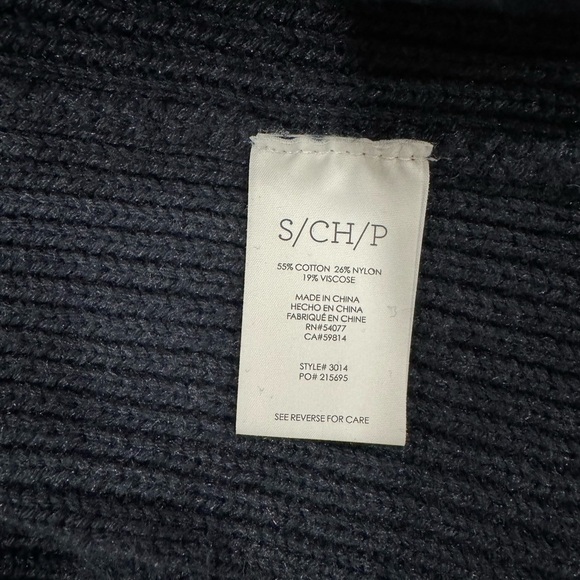 S/CH/P
55% COTTON 26% NYLON
19% VISCOSE
MADE IN CHINA
HECHO EN CHINA
FABRIQUÉ EN CHINE
RN#54077
CA#59814
STYLE# 3014
PO# 215695
SEE REVERSE FOR CARE